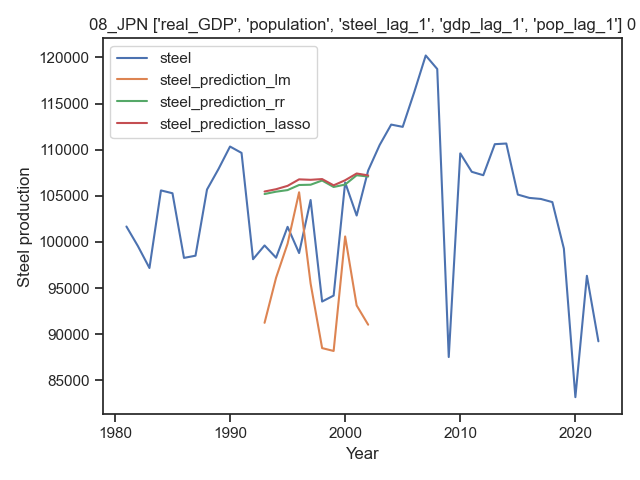 08_JPN ['real_GDP', 'population', 'steel_lag_1', 'gdp_lag_1', 'pop_lag_1'] 0
steel
steel_prediction_lm
steel_prediction_rr
steel_prediction_lasso
Steel production
120000
115000
110000
105000
100000
95000
90000
85000
1980
1990
2000
2010
2020
Year